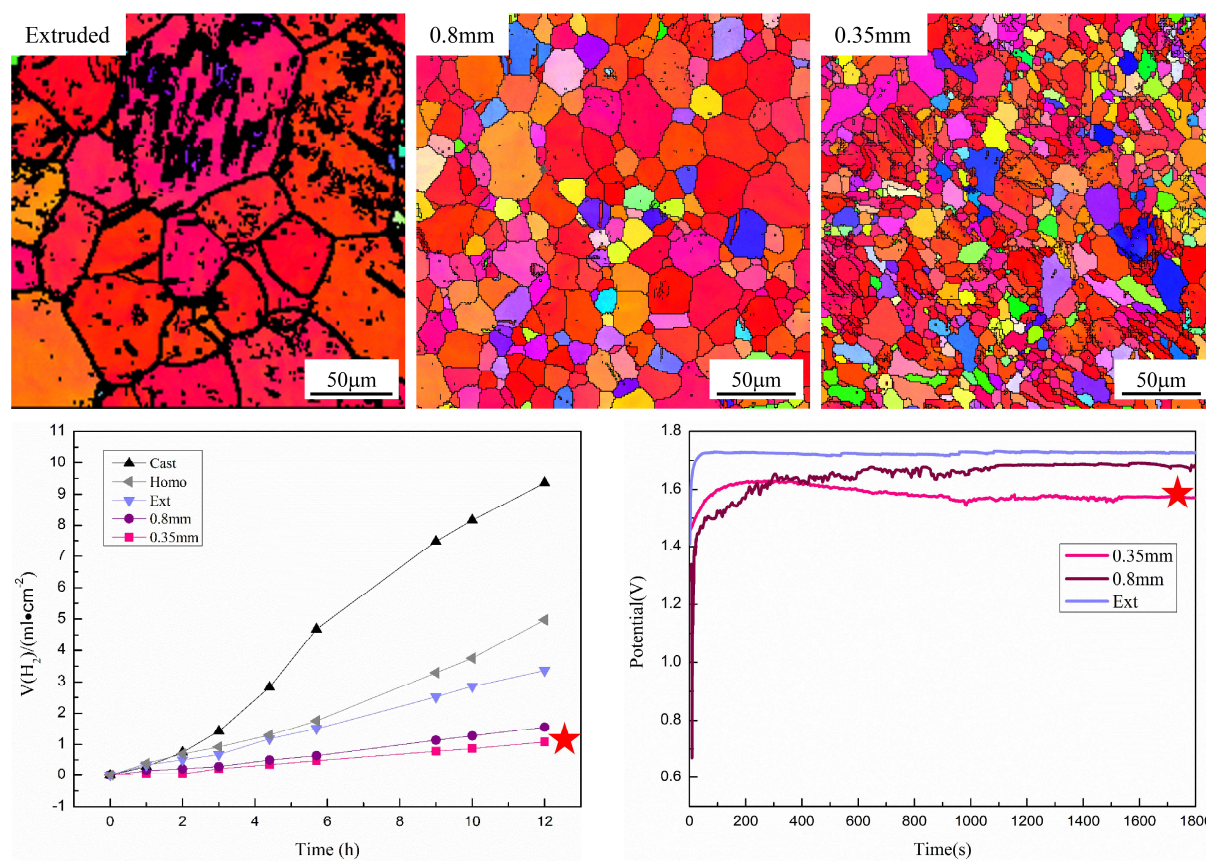 Extruded
0.8mm
0.35mm
50μm
50μm
50μm
11
10
9
8
7
6
5
4
3
2
1
0
-1
V(H2)/(ml•cm-2)
Cast
Homo
Ext
0.8mm
0.35mm
0
2
4
6
8
10
12
Time (h)
1.8
1.6
1.4
1.2
1.0
0.8
0.6
Potential(V)
0.35mm
0.8mm
Ext
0
200
400
600
800
1000
1200
1400
1600
1800
Time(s)